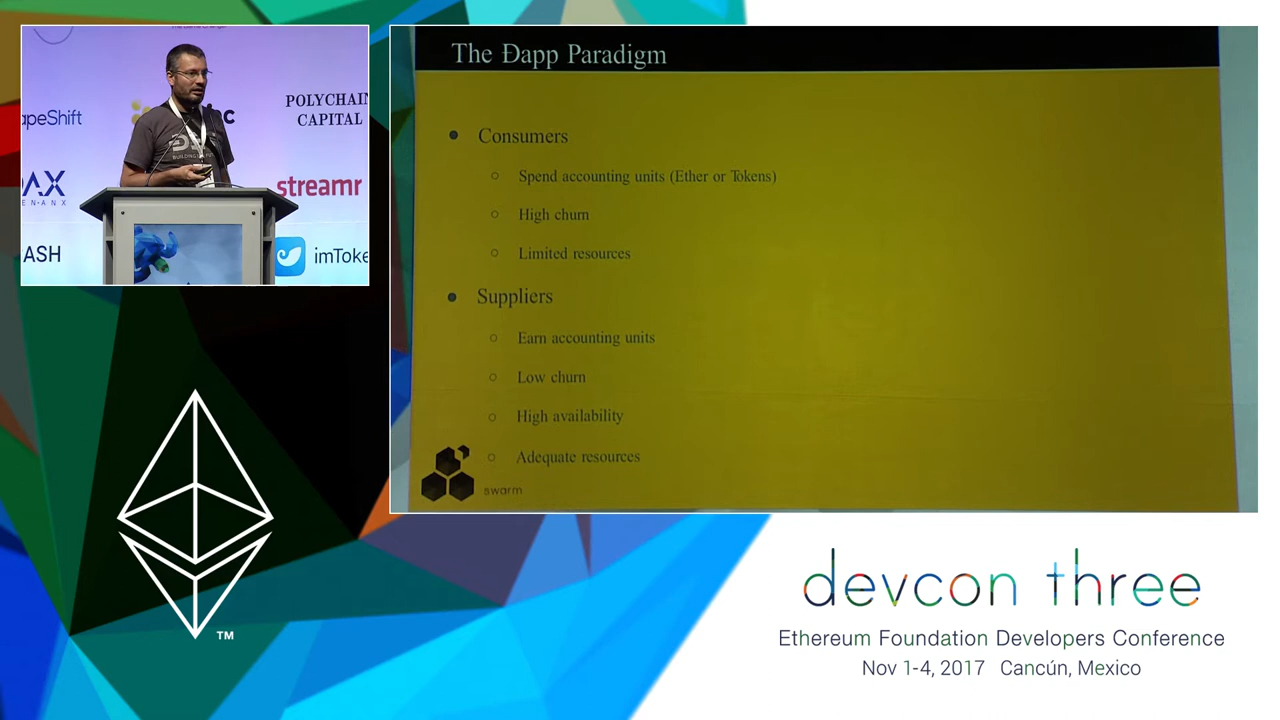 apeShift
POLYCHAIN
CAPITAL
streamr
ASH
imToke
BUILDING
The Đapp Paradigm
• Consumers
○ Spend accounting units (Ether or Tokens)
○ High churn
○ Limited resources
• Suppliers
○ Earn accounting units
○ Low churn
○ High availability
○ Adequate resources
swarm
TM
devcon three
Ethereum Foundation Developers Conference
Nov 1-4, 2017 Cancún, Mexico